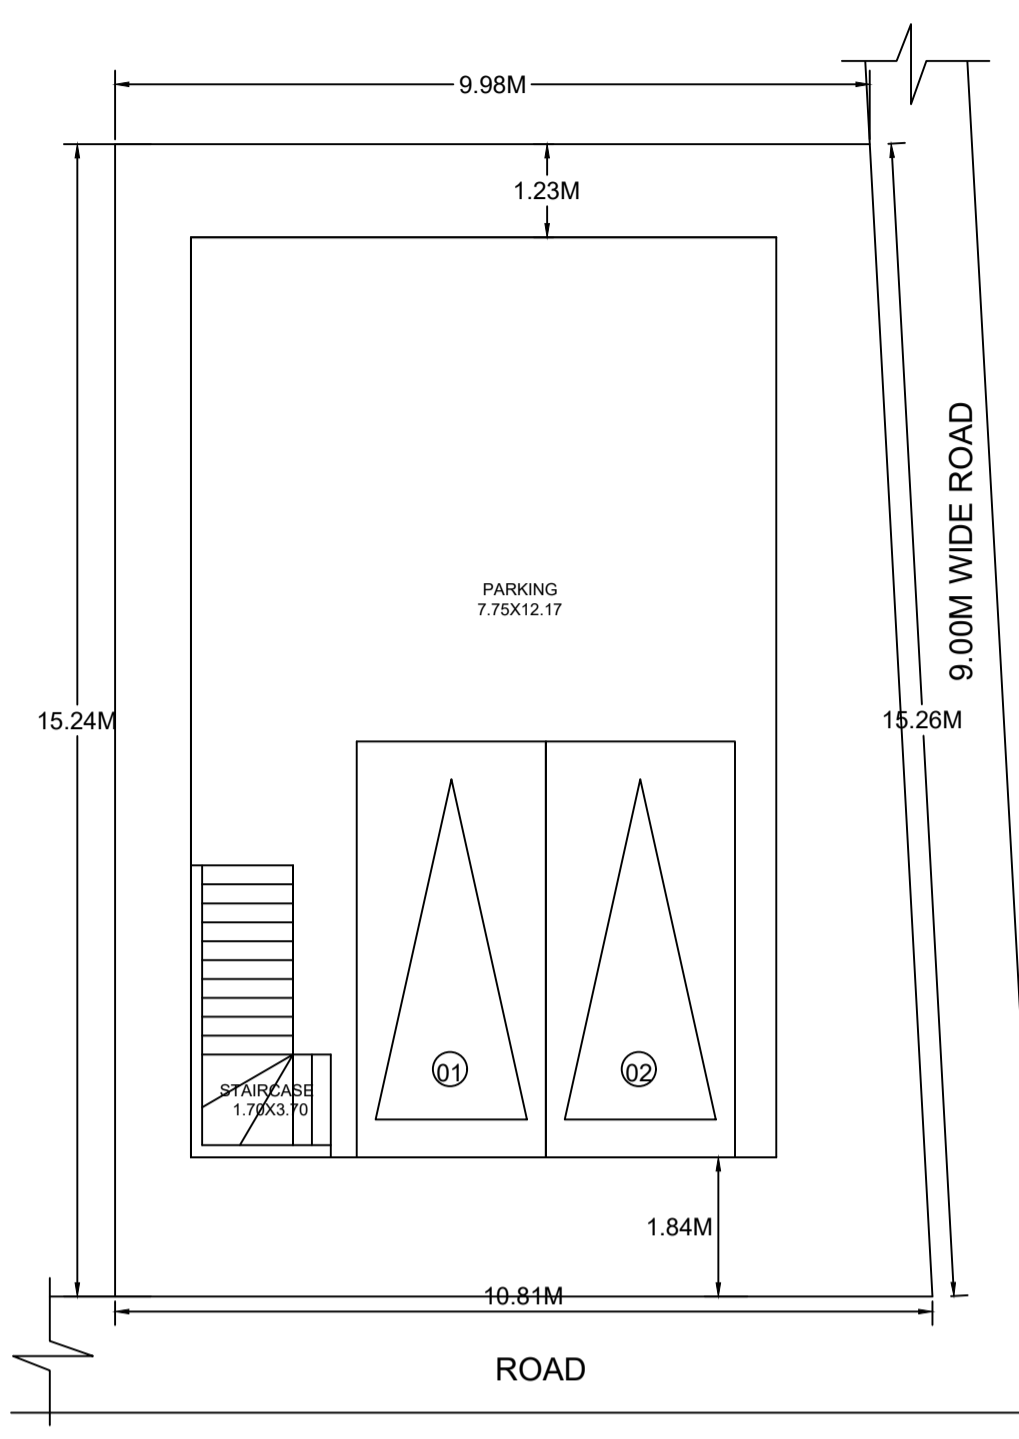 9.98M
1.23M
9.00M WIDE ROAD
PARKING
7.75X12.17
15.24M
15.26M
01
02
STAIRCASE
1.70X3.70
1.84M
10.81M
ROAD